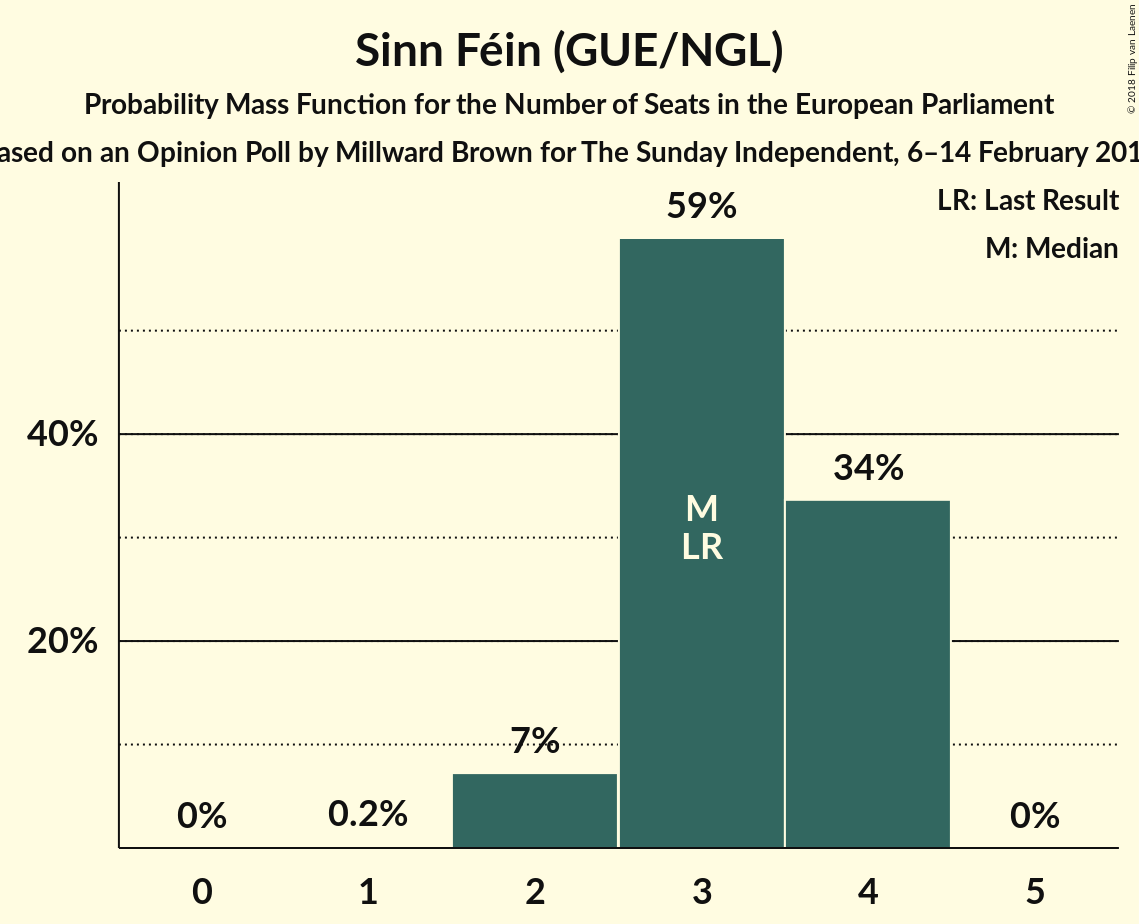 Sinn Féin (GUE/NGL)
Probability Mass Function for the Number of Seats in the European Parliament
ased on an Opinion Poll by Millward Brown for The Sunday Independent, 6–14 February 201
© 2018 Filip van Laenen
LR: Last Result
M: Median
59%
40%
34%
M
LR
20%
7%
0%
0.2%
0%
0
1
2
3
4
5